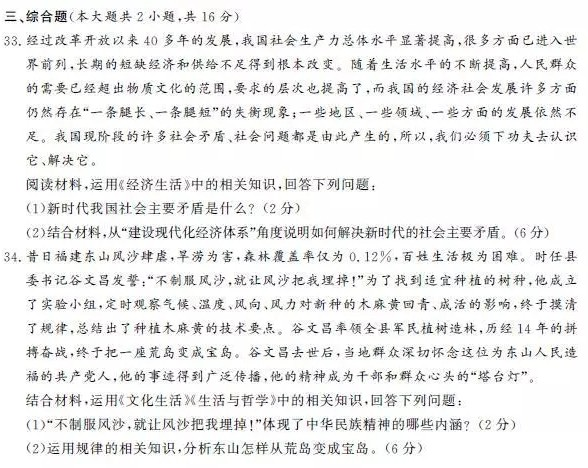 三、综合题(本大题共2小题,共16分)
33. 经过改革开放以来40多年的发展,我国社会生产力总体水平显著提高,很多方面已进入世
界前列,长期的短缺经济和供给不足得到根本改变。随着生活水平的不断提高,人民群众
的需要已经超出物质文化的范围,要求的层次也提高了,而我国的经济社会发展许多方面
仍然存在“一条腿长、一条腿短”的失衡现象;一些地区、一些领域、一些方面的发展依然不
足。我国现阶段的许多社会矛盾、社会问题都是由此产生的,所以,我们必须下功夫去认识
它、解决它。
阅读材料,运用《经济生活》中的相关知识,回答下列问题:
(1)新时代我国社会主要矛盾是什么?(2分)
(2)结合材料,从“建设现代化经济体系”角度说明如何解决新时代的社会主要矛盾。(6分)
34. 昔日福建东山风沙肆虐,旱涝为害,森林覆盖率仅为0.12%,百姓生活极为困难。时任县
委书记谷文昌发誓:“不制服风沙,就让风沙把我埋掉!”为了找到适宜种植的树种,他成立
了实验小组,定时观察气候、温度、风向、风力对新种的木麻黄回青、成活的影响,终于摸清
了规律,总结出了种植木麻黄的技术要点。谷文昌率领全县军民植树造林,历经14年的拼
搏奋战,终于把一座荒岛变成宝岛。谷文昌去世后,当地群众深切怀念这位为东山人民造
福的共产党人,他的事迹得到广泛传播,他的精神成为干部和群众心头的“塔台灯”。
结合材料,运用《文化生活》《生活与哲学》中的相关知识,回答下列问题:
(1)“不制服风沙,就让风沙把我埋掉!”体现了中华民族精神的哪些内涵?(2分)
(2)运用规律的相关知识,分析东山怎样从荒岛变成宝岛。(6分)